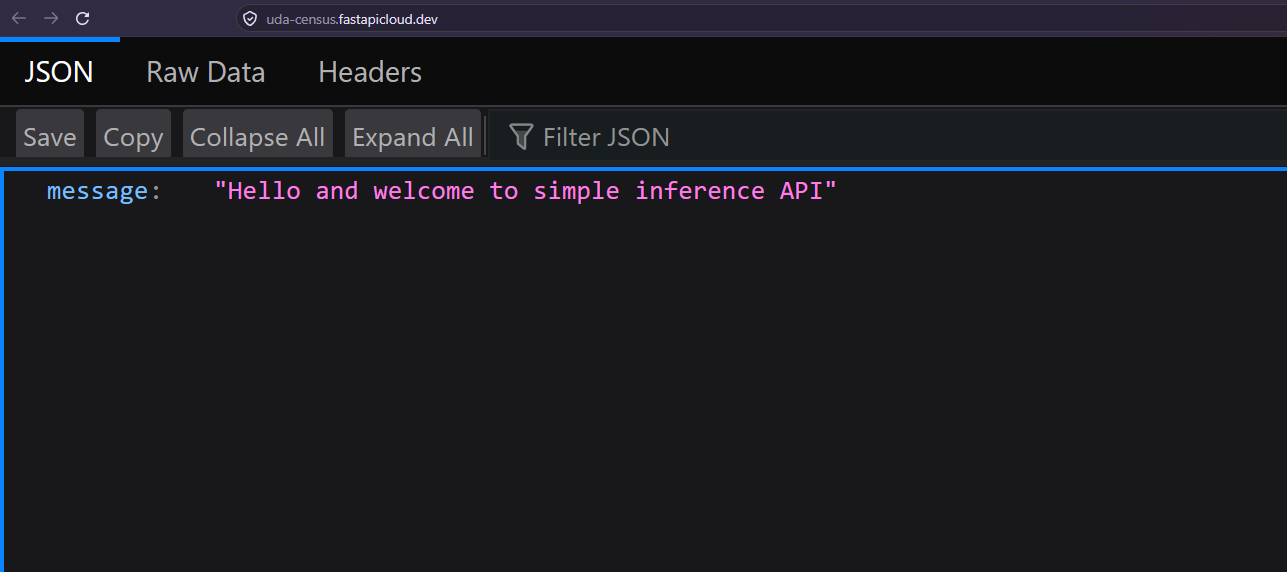 uda-census.fastapicloud.dev
JSON Raw Data Headers
Save Copy Collapse All Expand All Filter JSON
message: "Hello and welcome to simple inference API"